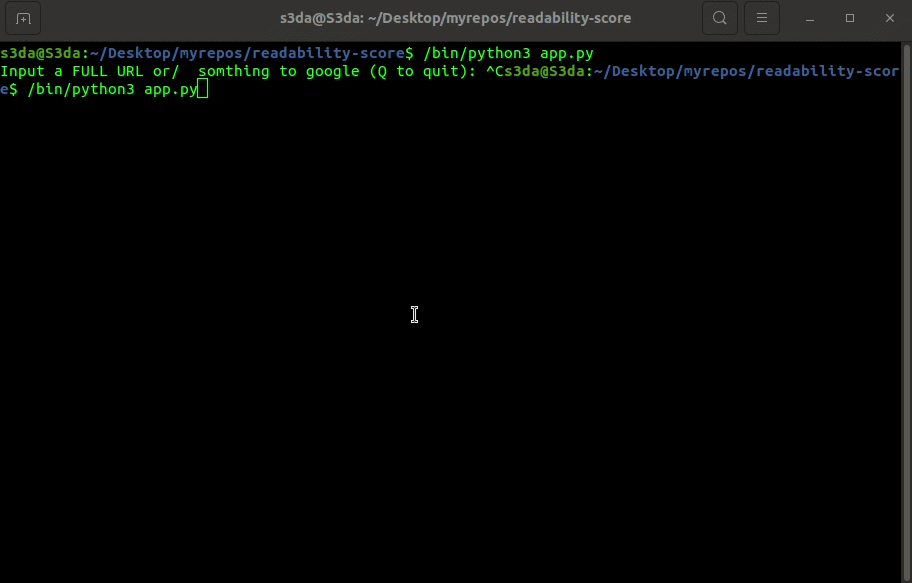 s3da@S3da: ~/Desktop/myrepos/readability-score
s3da@S3da:~/Desktop/myrepos/readability-score$ /bin/python3 app.py
Input a FULL URL or/  somthing to google (Q to quit): ^Cs3da@S3da:~/Desktop/myrepos/readability-scor
e$ /bin/python3 app.py